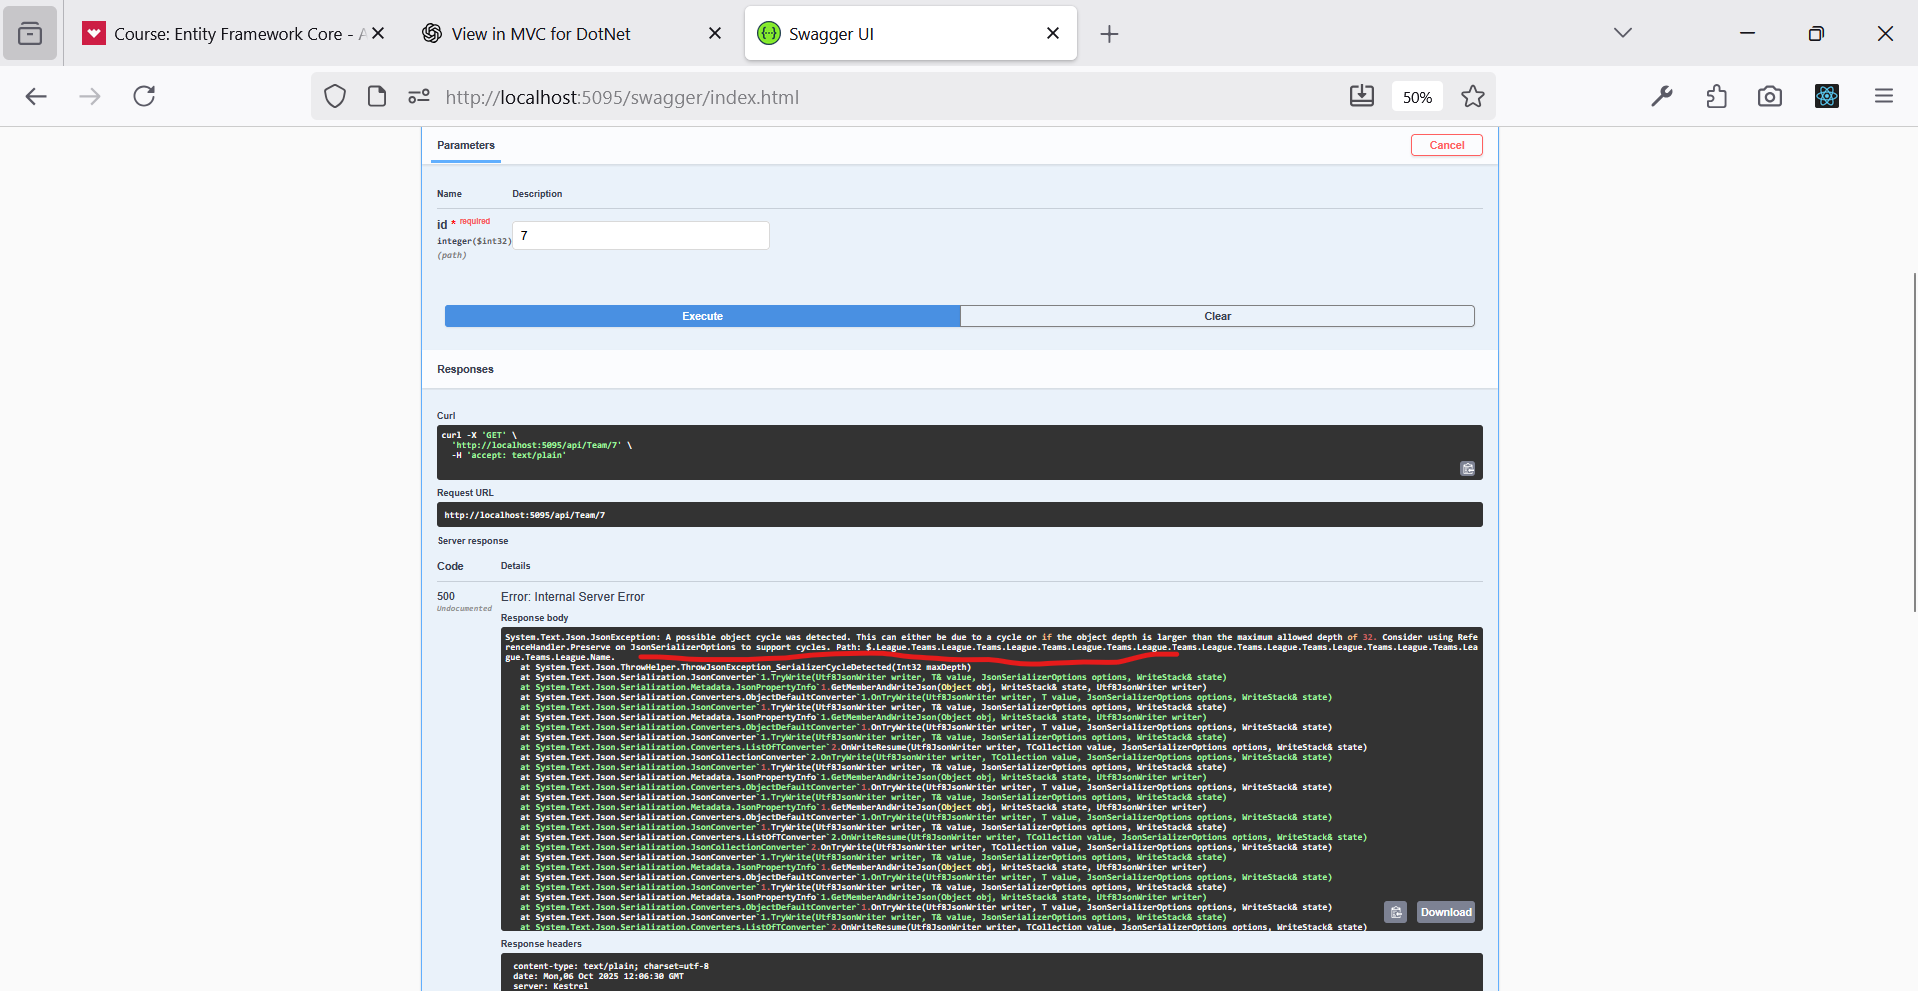 Course: Entity Framework Core - A
View in MVC for DotNet
Swagger UI
http://localhost:5095/swagger/index.html
50%
Parameters
Cancel
Name
Description
id * required
integer($int32)
(path)
7
Execute
Clear
Responses
Curl
curl -X 'GET' \
'http://localhost:5095/api/Team/7' \
-H 'accept: text/plain'
Request URL
http://localhost:5095/api/Team/7
Server response
Code
Details
500
Undocumented
Error: Internal Server Error
Response body
System.Text.Json.JsonException: A possible object cycle was detected. This can either be due to a cycle or if the object depth is larger than the maximum allowed depth of 32. Consider using Refe
renceHandler.Preserve on JsonSerializerOptions to support cycles. Path: $.League.Teams.League.Teams.League.Teams.League.Teams.League.Teams.League.Teams.League.Teams.League.Teams.League.Teams.Lea
gue.Teams.League.Name.
at System.Text.Json.ThrowHelper.ThrowJsonException_SerializerCycleDetected(Int32 maxDepth)
at System.Text.Json.Serialization.JsonConverter`1.TryWrite(Utf8JsonWriter writer, T& value, JsonSerializerOptions options, WriteStack& state)
at System.Text.Json.Serialization.Metadata.JsonPropertyInfo`1.GetMemberAndWriteJson(Object obj, WriteStack& state, Utf8JsonWriter writer)
at System.Text.Json.Serialization.Converters.ObjectDefaultConverter`1.OnTryWrite(Utf8JsonWriter writer, T value, JsonSerializerOptions options, WriteStack& state)
at System.Text.Json.Serialization.JsonConverter`1.TryWrite(Utf8JsonWriter writer, T& value, JsonSerializerOptions options, WriteStack& state)
at System.Text.Json.Serialization.Metadata.JsonPropertyInfo`1.GetMemberAndWriteJson(Object obj, WriteStack& state, Utf8JsonWriter writer)
at System.Text.Json.Serialization.Converters.ObjectDefaultConverter`1.OnTryWrite(Utf8JsonWriter writer, T value, JsonSerializerOptions options, WriteStack& state)
at System.Text.Json.Serialization.JsonConverter`1.TryWrite(Utf8JsonWriter writer, T& value, JsonSerializerOptions options, WriteStack& state)
at System.Text.Json.Serialization.Converters.ListOfTConverter`2.OnWriteResume(Utf8JsonWriter writer, TCollection value, JsonSerializerOptions options, WriteStack& state)
at System.Text.Json.Serialization.JsonCollectionConverter`2.OnTryWrite(Utf8JsonWriter writer, TCollection value, JsonSerializerOptions options, WriteStack& state)
at System.Text.Json.Serialization.JsonConverter`1.TryWrite(Utf8JsonWriter writer, T& value, JsonSerializerOptions options, WriteStack& state)
at System.Text.Json.Serialization.Metadata.JsonPropertyInfo`1.GetMemberAndWriteJson(Object obj, WriteStack& state, Utf8JsonWriter writer)
at System.Text.Json.Serialization.Converters.ObjectDefaultConverter`1.OnTryWrite(Utf8JsonWriter writer, T value, JsonSerializerOptions options, WriteStack& state)
at System.Text.Json.Serialization.JsonConverter`1.TryWrite(Utf8JsonWriter writer, T& value, JsonSerializerOptions options, WriteStack& state)
at System.Text.Json.Serialization.Metadata.JsonPropertyInfo`1.GetMemberAndWriteJson(Object obj, WriteStack& state, Utf8JsonWriter writer)
at System.Text.Json.Serialization.Converters.ObjectDefaultConverter`1.OnTryWrite(Utf8JsonWriter writer, T value, JsonSerializerOptions options, WriteStack& state)
at System.Text.Json.Serialization.JsonConverter`1.TryWrite(Utf8JsonWriter writer, T& value, JsonSerializerOptions options, WriteStack& state)
at System.Text.Json.Serialization.Converters.ListOfTConverter`2.OnWriteResume(Utf8JsonWriter writer, TCollection value, JsonSerializerOptions options, WriteStack& state)
at System.Text.Json.Serialization.JsonCollectionConverter`2.OnTryWrite(Utf8JsonWriter writer, TCollection value, JsonSerializerOptions options, WriteStack& state)
at System.Text.Json.Serialization.JsonConverter`1.TryWrite(Utf8JsonWriter writer, T& value, JsonSerializerOptions options, WriteStack& state)
at System.Text.Json.Serialization.Metadata.JsonPropertyInfo`1.GetMemberAndWriteJson(Object obj, WriteStack& state, Utf8JsonWriter writer)
at System.Text.Json.Serialization.Converters.ObjectDefaultConverter`1.OnTryWrite(Utf8JsonWriter writer, T value, JsonSerializerOptions options, WriteStack& state)
at System.Text.Json.Serialization.JsonConverter`1.TryWrite(Utf8JsonWriter writer, T& value, JsonSerializerOptions options, WriteStack& state)
at System.Text.Json.Serialization.Metadata.JsonPropertyInfo`1.GetMemberAndWriteJson(Object obj, WriteStack& state, Utf8JsonWriter writer)
at System.Text.Json.Serialization.Converters.ObjectDefaultConverter`1.OnTryWrite(Utf8JsonWriter writer, T value, JsonSerializerOptions options, WriteStack& state)
at System.Text.Json.Serialization.JsonConverter`1.TryWrite(Utf8JsonWriter writer, T& value, JsonSerializerOptions options, WriteStack& state)
at System.Text.Json.Serialization.Converters.ListOfTConverter`2.OnWriteResume(Utf8JsonWriter writer, TCollection value, JsonSerializerOptions options, WriteStack& state)
Download
Response headers
content-type: text/plain; charset=utf-8
date: Mon,06 Oct 2025 12:06:30 GMT
server: Kestrel